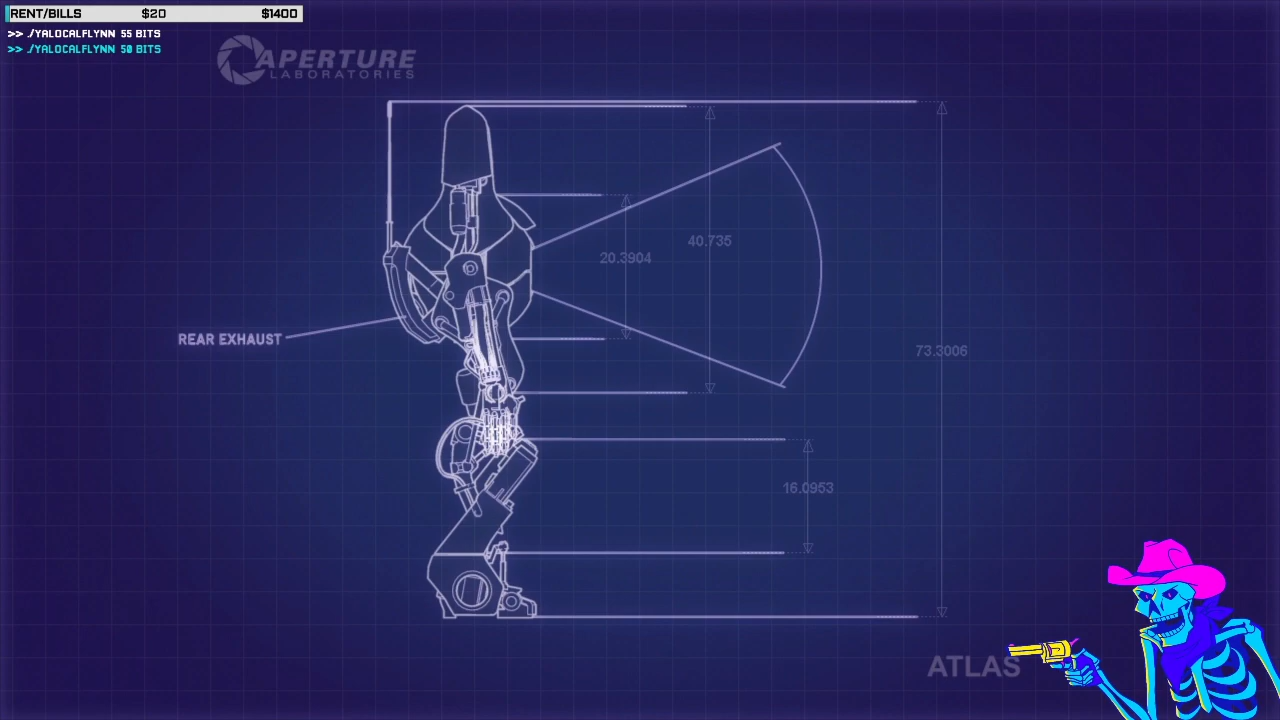 RENT/BILLS $20 $1400
>> ./YALOCALFLYNN 55 BITS
>> ./YALOCALFLYNN 50 BITS
APERTURE
LABORATORIES
40.735
20.3904
REAR EXHAUST
73.3006
16.0953
ATLAS